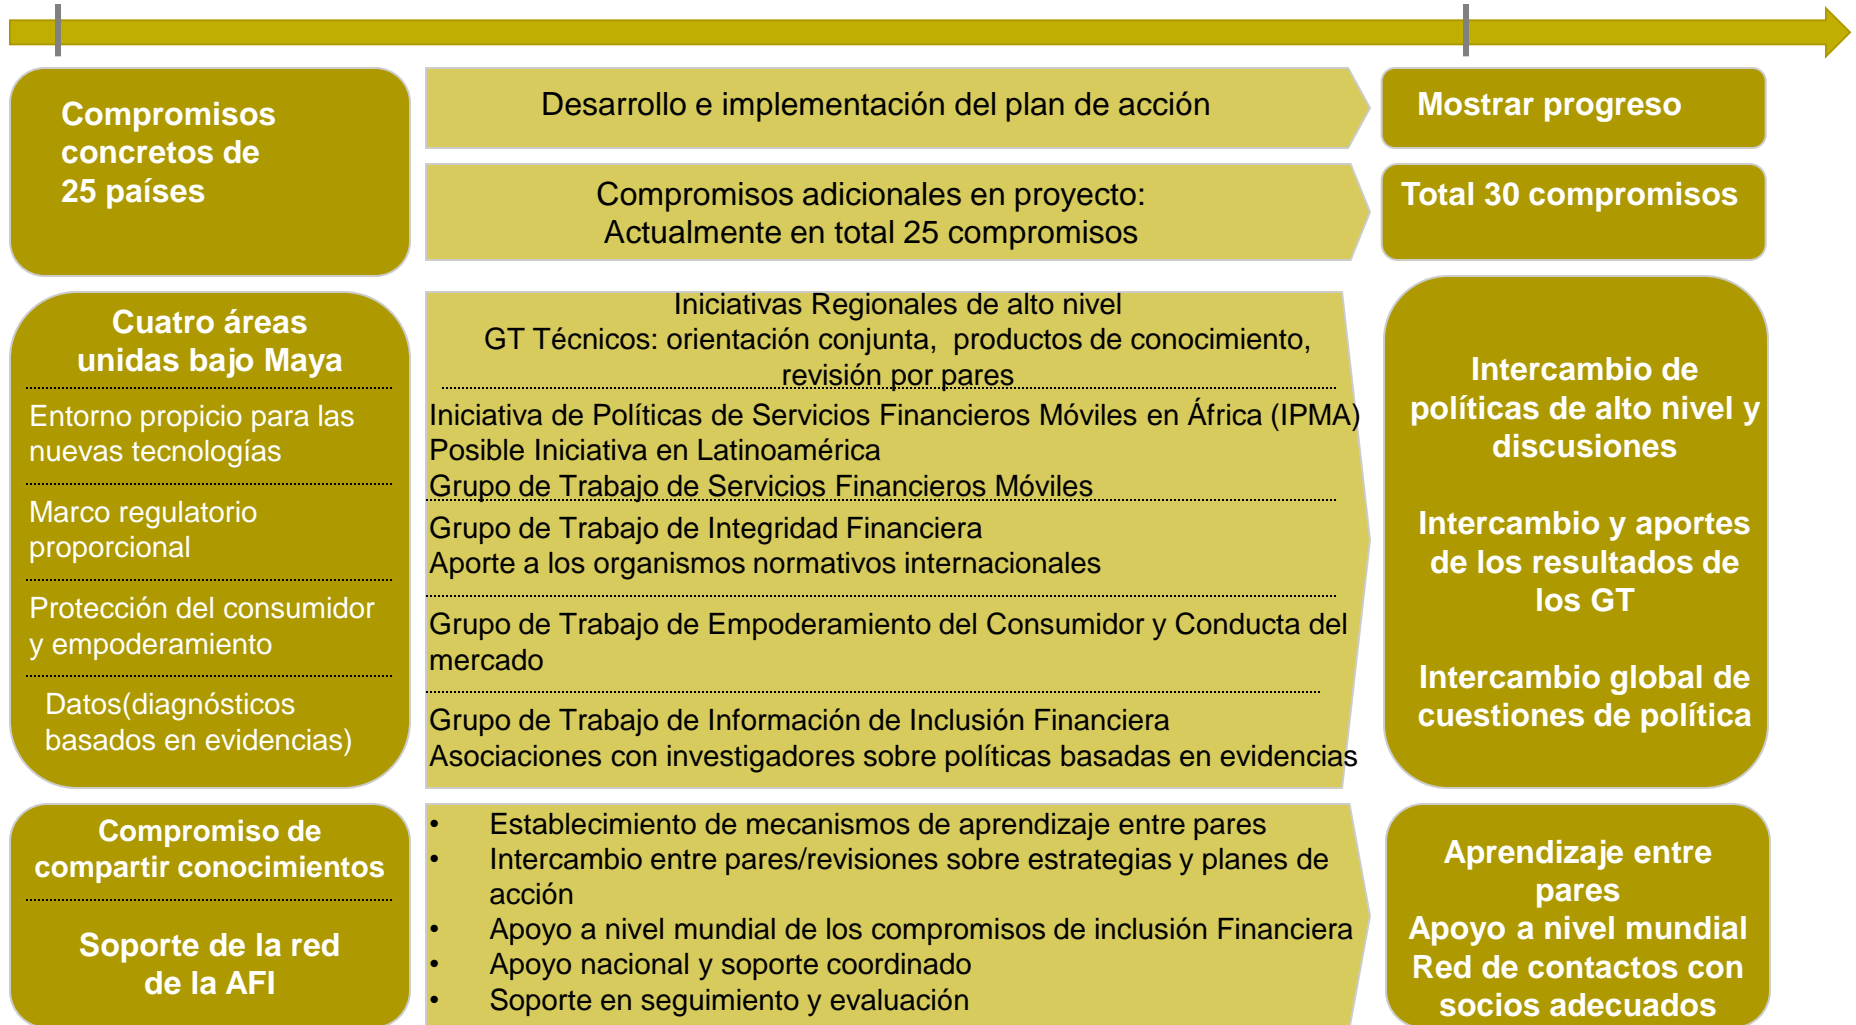 Compromisos
concretos de
25 países
Desarrollo e implementación del plan de acción
Mostrar progreso
Compromisos adicionales en proyecto:
Actualmente en total 25 compromisos
Total 30 compromisos
Cuatro áreas
unidas bajo Maya
Entorno propicio para las
nuevas tecnologías
Marco regulatorio
proporcional
Protección del consumidor
y empoderamiento
Datos(diagnósticos
basados en evidencias)
Iniciativas Regionales de alto nivel
GT Técnicos: orientación conjunta, productos de conocimiento,
revisión por pares
Iniciativa de Políticas de Servicios Financieros Móviles en África (IPMA)
Posible Iniciativa en Latinoamérica
Grupo de Trabajo de Servicios Financieros Móviles
Grupo de Trabajo de Integridad Financiera
Aporte a los organismos normativos internacionales
Grupo de Trabajo de Empoderamiento del Consumidor y Conducta del
mercado
Grupo de Trabajo de Información de Inclusión Financiera
Asociaciones con investigadores sobre políticas basadas en evidencias
Intercambio de
políticas de alto nivel y
discusiones
Intercambio y aportes
de los resultados de
los GT
Intercambio global de
cuestiones de política
Compromiso de
compartir conocimientos
Soporte de la red
de la AFI
• Establecimiento de mecanismos de aprendizaje entre pares
• Intercambio entre pares/revisiones sobre estrategias y planes de
acción
• Apoyo a nivel mundial de los compromisos de inclusión Financiera
• Apoyo nacional y soporte coordinado
• Soporte en seguimiento y evaluación
Aprendizaje entre
pares
Apoyo a nivel mundial
Red de contactos con
socios adecuados